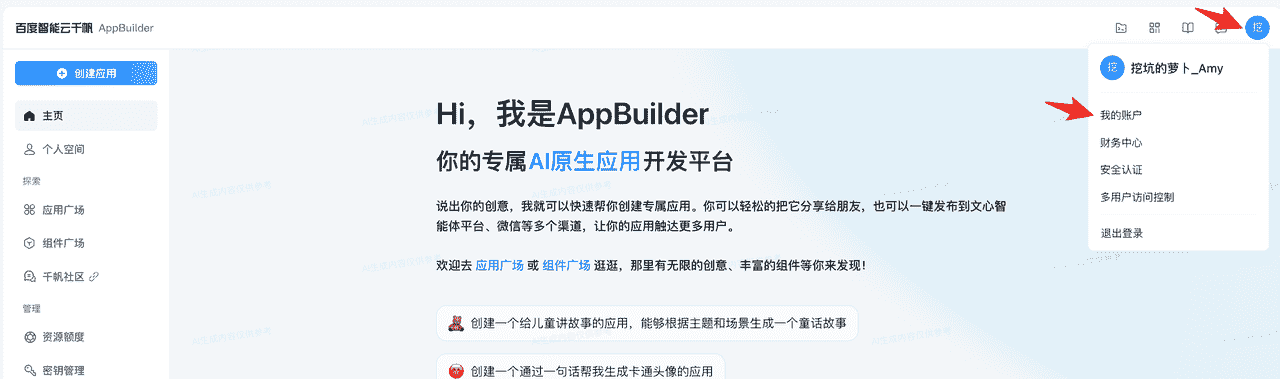 百度智能云千帆 AppBuilder
挖
创建应用
主页
个人空间
探索
应用广场
组件广场
千帆社区
管理
资源额度
密钥管理
Hi，我是AppBuilder
你的专属AI原生应用开发平台
说出你的创意，我就可以快速帮你创建专属应用。你可以轻松的把它分享给朋友，也可以一键发布到文心智
能体平台、微信等多个渠道，让你的应用触达更多用户。
欢迎去 应用广场 或 组件广场 逛逛，那里有无限的创意、丰富的组件等你来发现！
创建一个给儿童讲故事的应用，能够根据主题和场景生成一个童话故事
创建一个通过一句话帮我生成卡通头像的应用
挖 挖坑的萝卜_Amy
我的账户
财务中心
安全认证
多用户访问控制
退出登录